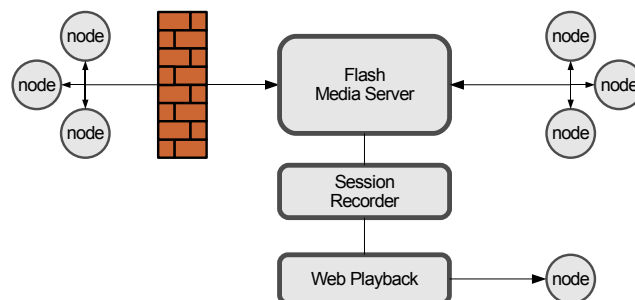 node
node
node
Flash
Media Server
node
node
node
Session
Recorder
Web Playback
node